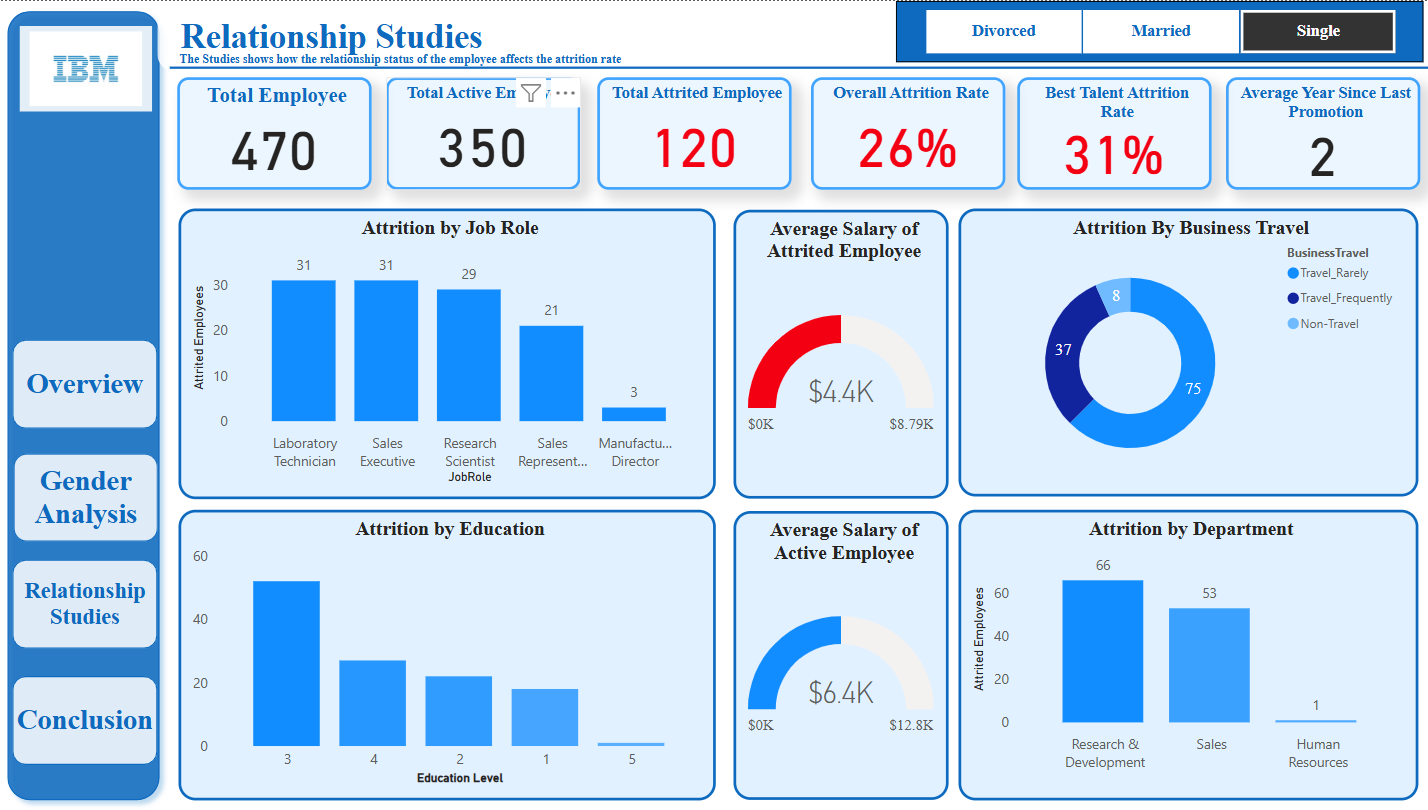 IBM
Relationship Studies
The Studies shows how the relationship status of the employee affects the attrition rate
Divorced
Married
Single
Total Employee
470
Total Active Em
350
Total Attrited Employee
120
Overall Attrition Rate
26%
Best Talent Attrition
Rate
31%
Average Year Since Last
Promotion
2
Overview
Gender
Analysis
Relationship
Studies
Conclusion
Attrition by Job Role
Attrited Employees
30
20
10
0
31
31
29
21
3
Laboratory
Technician
Sales
Executive
Research
Scientist
Sales
Represent...
Manufactu...
Director
JobRole
Average Salary of
Attrited Employee
$4.4K
$0K
$8.79K
Attrition By Business Travel
BusinessTravel
Travel_Rarely
Travel_Frequently
Non-Travel
8
37
75
Attrition by Education
60
40
20
0
3
4
2
1
5
Education Level
Average Salary of
Active Employee
$6.4K
$0K
$12.8K
Attrition by Department
Attrited Employees
60
40
20
0
66
53
1
Research &
Development
Sales
Human
Resources